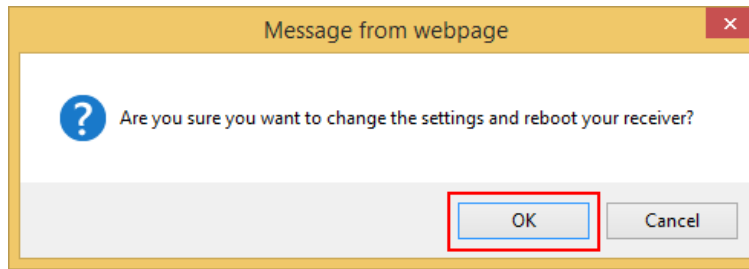 Message from webpage
Are you sure you want to change the settings and reboot your receiver?
OK
Cancel